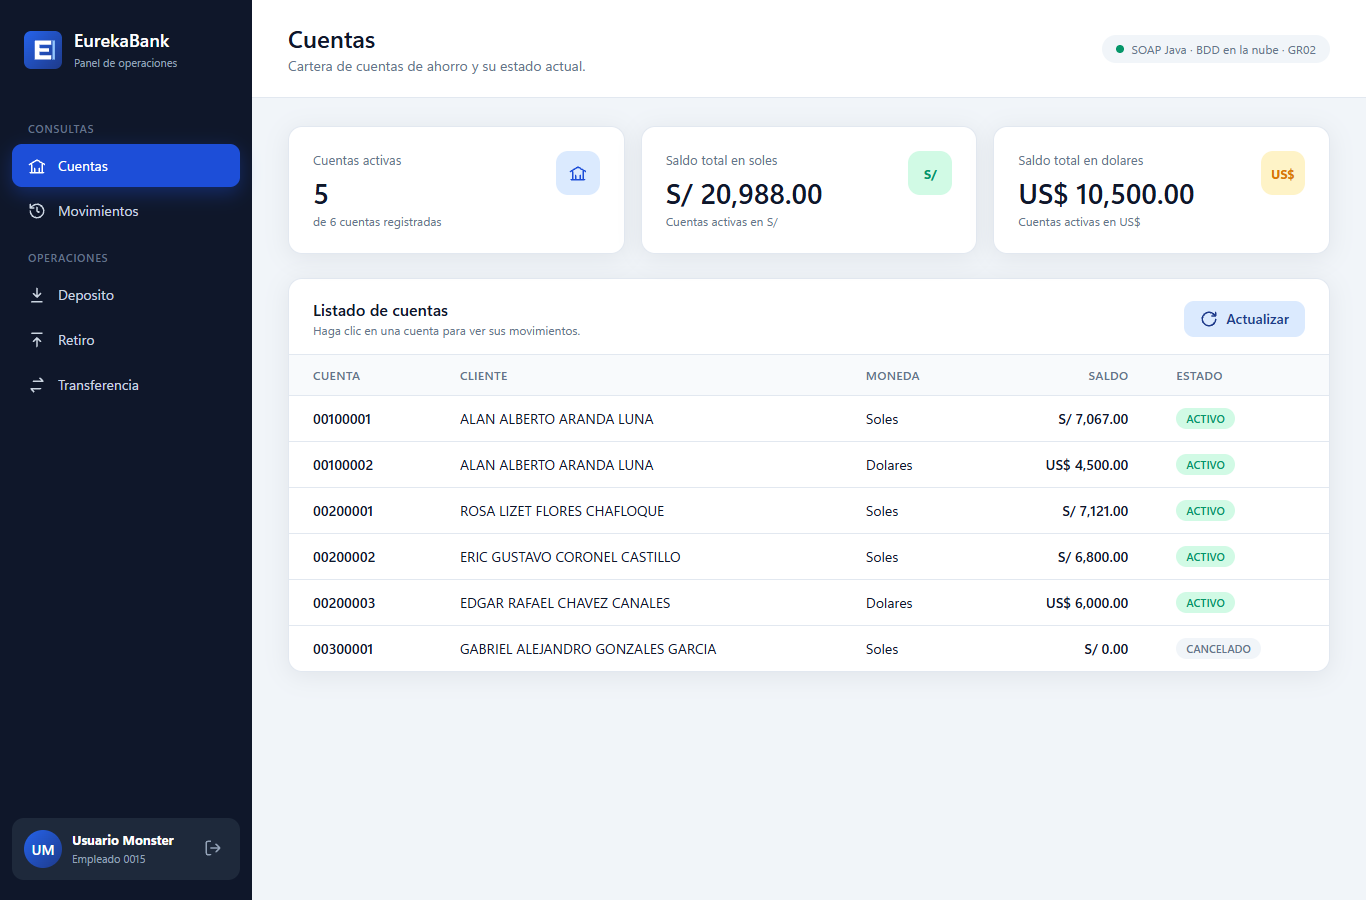 EurekaBank
Panel de operaciones
CONSULTAS
Cuentas
Movimientos
OPERACIONES
Deposito
Retiro
Transferencia
UM
Usuario Monster
Empleado 0015
Cuentas
Cartera de cuentas de ahorro y su estado actual.
SOAP Java · BDD en la nube · GR02
Cuentas activas
5
de 6 cuentas registradas
Saldo total en soles
S/ 20,988.00
Cuentas activas en S/
S/
Saldo total en dolares
US$ 10,500.00
Cuentas activas en US$
US$
Listado de cuentas
Haga clic en una cuenta para ver sus movimientos.
Actualizar
CUENTA CLIENTE MONEDA SALDO ESTADO
00100001 ALAN ALBERTO ARANDA LUNA Soles S/ 7,067.00 ACTIVO
00100002 ALAN ALBERTO ARANDA LUNA Dolares US$ 4,500.00 ACTIVO
00200001 ROSA LIZET FLORES CHAFLOQUE Soles S/ 7,121.00 ACTIVO
00200002 ERIC GUSTAVO CORONEL CASTILLO Soles S/ 6,800.00 ACTIVO
00200003 EDGAR RAFAEL CHAVEZ CANALES Dolares US$ 6,000.00 ACTIVO
00300001 GABRIEL ALEJANDRO GONZALES GARCIA Soles S/ 0.00 CANCELADO